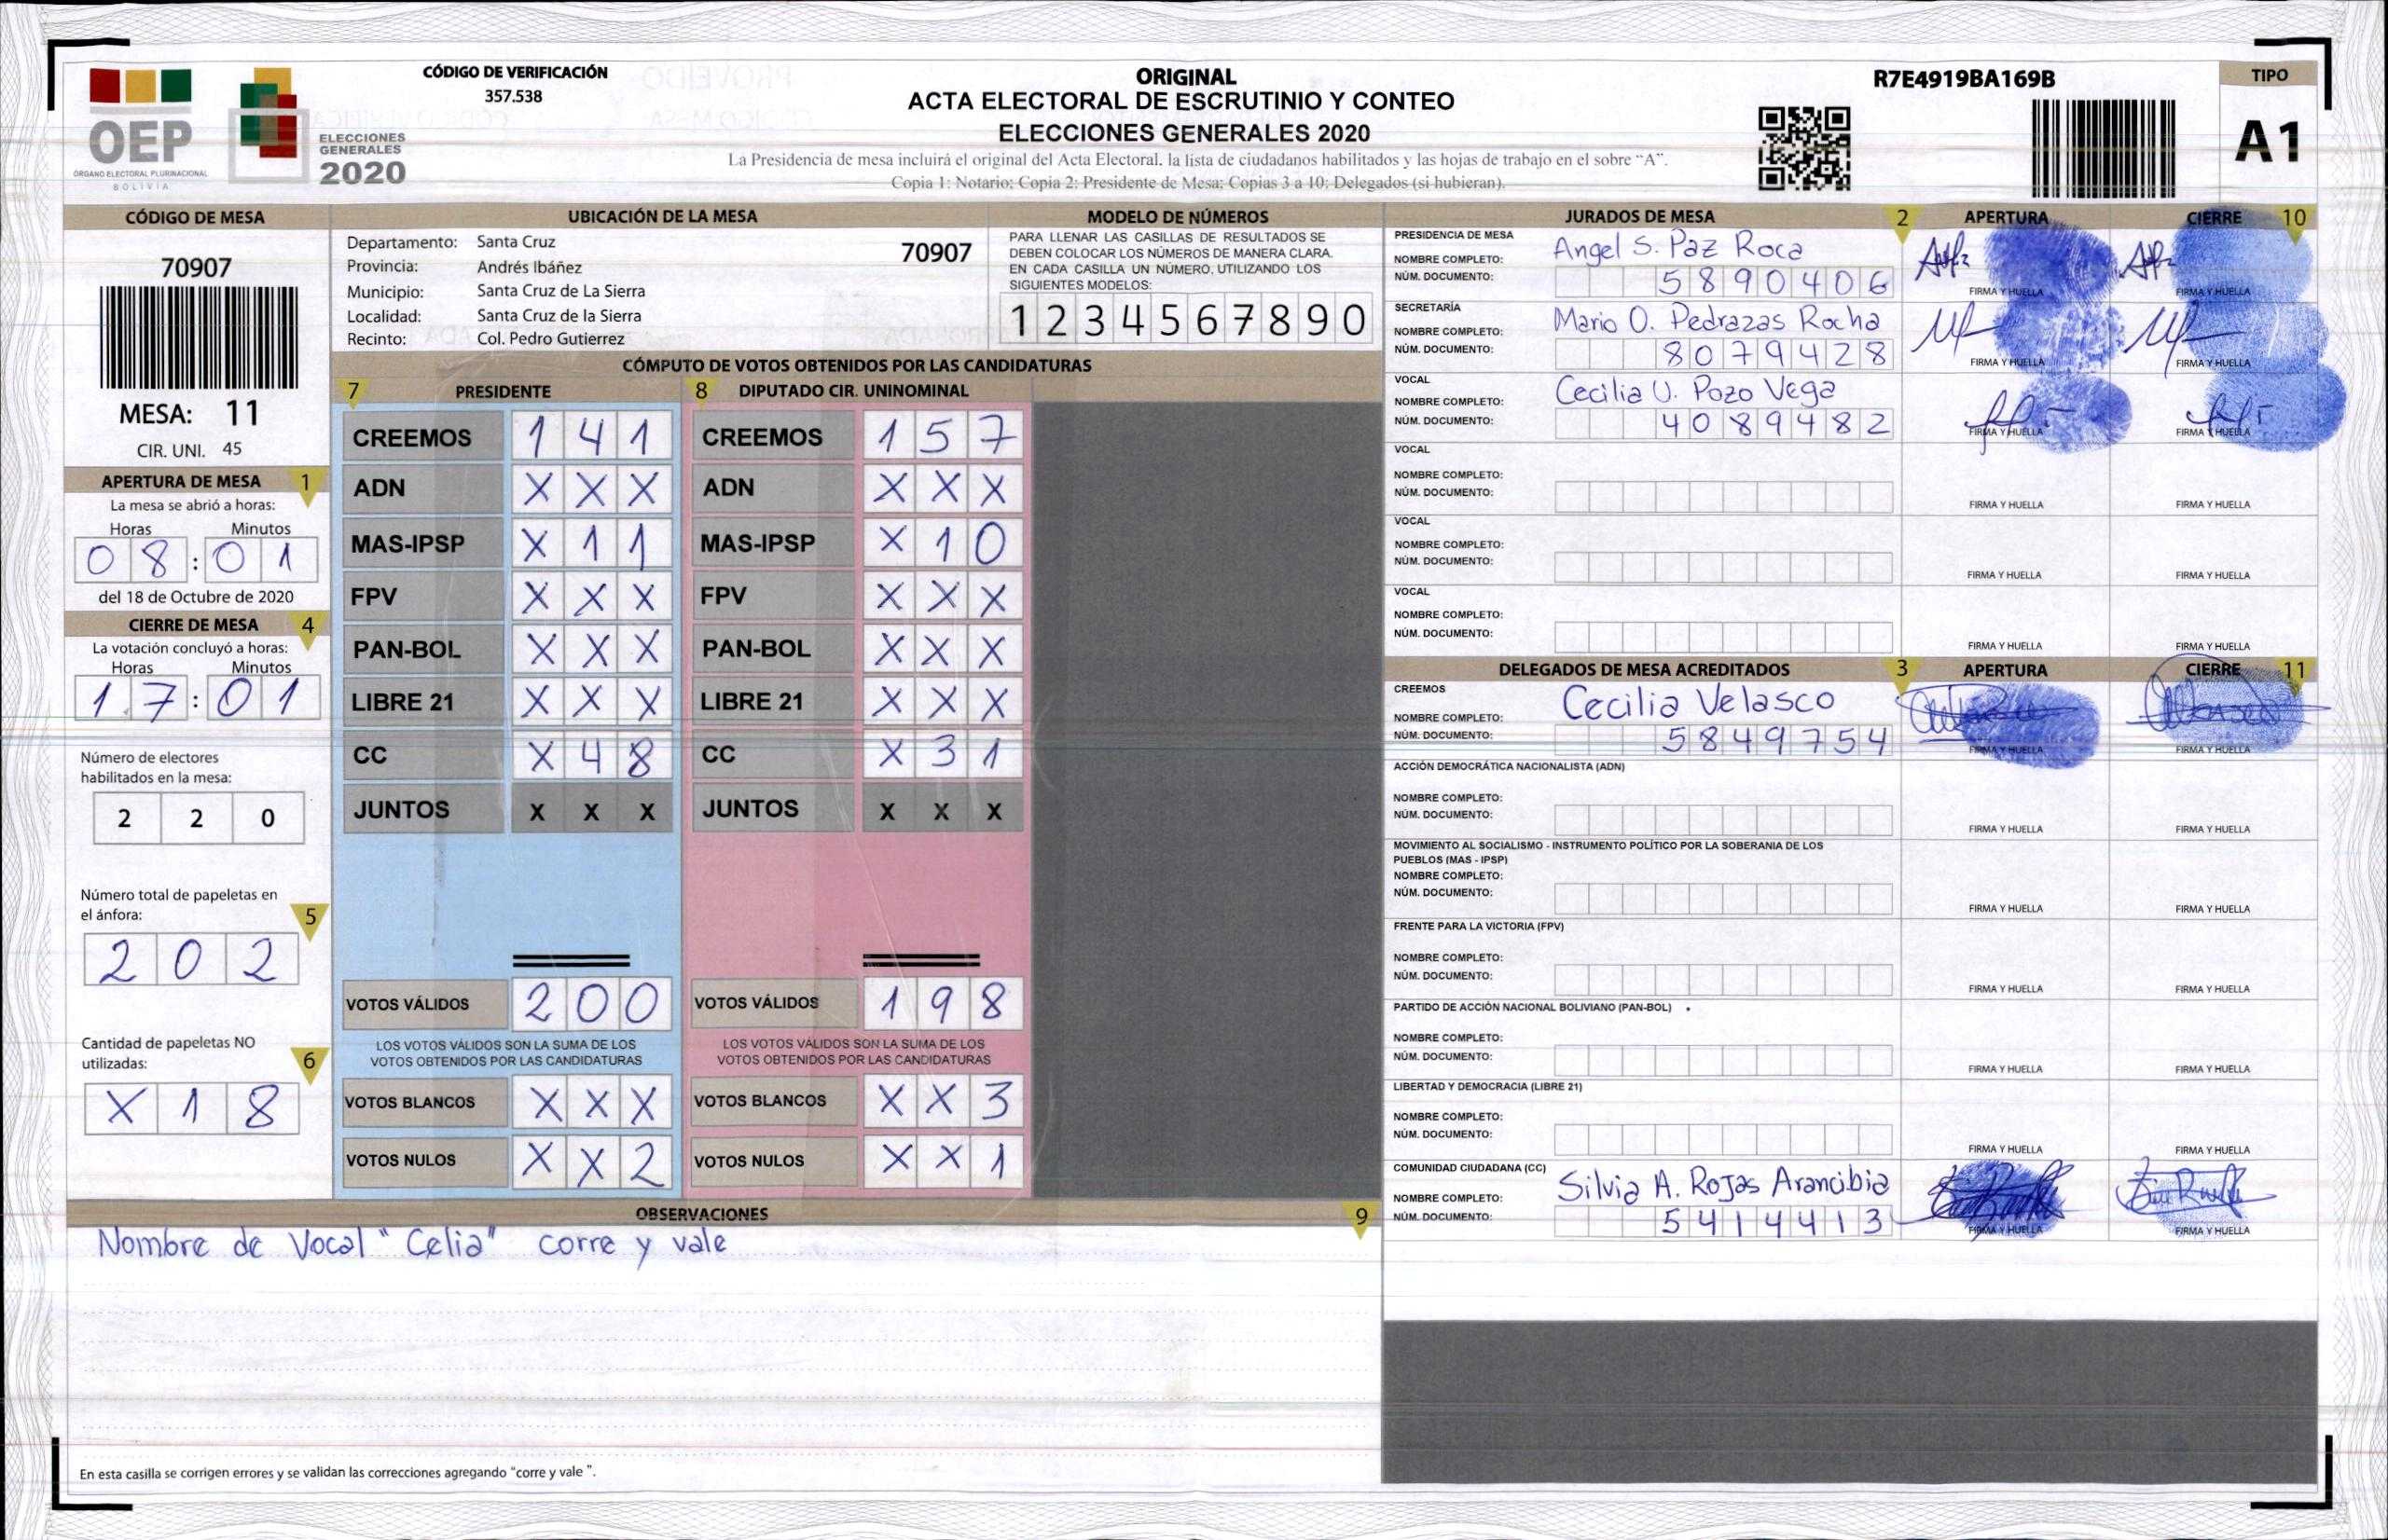 CÓDIGO DE VERIFICACIÓN
357.538
OEP
ÓRGANO ELECTORAL PLURINACIONAL
BOLIVIA
ELECCIONES
GENERALES
2020
ORIGINAL
ACTA ELECTORAL DE ESCRUTINIO Y CONTEO
ELECCIONES GENERALES 2020
La Presidencia de mesa incluirá el original del Acta Electoral, la lista de ciudadanos habilitados y las hojas de trabajo en el sobre “A”.
Copia 1: Notario; Copia 2: Presidente de Mesa; Copias 3 a 10: Delegados (si hubieran).
R7E4919BA169B
TIPO
A1
CÓDIGO DE MESA
70907
MESA: 11
CIR. UNI. 45
APERTURA DE MESA 1
La mesa se abrió a horas:
Horas Minutos
08:01
del 18 de Octubre de 2020
CIERRE DE MESA 4
La votación concluyó a horas:
Horas Minutos
17:01
Número de electores
habilitados en la mesa:
2 2 0
Número total de papeletas en
el ánfora: 5
2 0 2
Cantidad de papeletas NO
utilizadas: 6
X 1 8
UBICACIÓN DE LA MESA
Departamento: Santa Cruz
70907
Provincia: Andrés Ibáñez
Municipio: Santa Cruz de La Sierra
Localidad: Santa Cruz de la Sierra
Recinto: Col. Pedro Gutierrez
MODELO DE NÚMEROS
PARA LLENAR LAS CASILLAS DE RESULTADOS SE
DEBEN COLOCAR LOS NÚMEROS DE MANERA CLARA.
EN CADA CASILLA UN NÚMERO, UTILIZANDO LOS
SIGUIENTES MODELOS:
1 2 3 4 5 6 7 8 9 0
CÓMPUTO DE VOTOS OBTENIDOS POR LAS CANDIDATURAS
7 PRESIDENTE
CREEMOS 1 4 1
ADN X X X
MAS-IPSP X 1 1
FPV X X X
PAN-BOL X X X
LIBRE 21 X X X
CC X 4 8
JUNTOS X X X
VOTOS VÁLIDOS 2 0 0
LOS VOTOS VÁLIDOS SON LA SUMA DE LOS
VOTOS OBTENIDOS POR LAS CANDIDATURAS
VOTOS BLANCOS X X X
VOTOS NULOS X X 2
8 DIPUTADO CIR. UNINOMINAL
CREEMOS 1 5 7
ADN X X X
MAS-IPSP X 1 0
FPV X X X
PAN-BOL X X X
LIBRE 21 X X X
CC X 3 1
JUNTOS X X X
VOTOS VÁLIDOS 1 9 8
LOS VOTOS VÁLIDOS SON LA SUMA DE LOS
VOTOS OBTENIDOS POR LAS CANDIDATURAS
VOTOS BLANCOS X X 3
VOTOS NULOS X X 1
OBSERVACIONES 9
Nombre de Vocal "Celia" corre y vale
En esta casilla se corrigen errores y se validan las correcciones agregando “corre y vale ”.
JURADOS DE MESA 2 APERTURA CIERRE 10
PRESIDENCIA DE MESA
NOMBRE COMPLETO: Angel S. Paz Roca
NÚM. DOCUMENTO: 5890406
FIRMA Y HUELLA FIRMA Y HUELLA
SECRETARÍA
NOMBRE COMPLETO: Mario O. Pedrazas Rocha
NÚM. DOCUMENTO: 8079428
FIRMA Y HUELLA FIRMA Y HUELLA
VOCAL
NOMBRE COMPLETO: Cecilia U. Pozo Vega
NÚM. DOCUMENTO: 4089482
FIRMA Y HUELLA FIRMA Y HUELLA
VOCAL
NOMBRE COMPLETO:
NÚM. DOCUMENTO:
FIRMA Y HUELLA FIRMA Y HUELLA
VOCAL
NOMBRE COMPLETO:
NÚM. DOCUMENTO:
FIRMA Y HUELLA FIRMA Y HUELLA
VOCAL
NOMBRE COMPLETO:
NÚM. DOCUMENTO:
FIRMA Y HUELLA FIRMA Y HUELLA
DELEGADOS DE MESA ACREDITADOS 3 APERTURA CIERRE 11
CREEMOS
NOMBRE COMPLETO: Cecilia Velasco
NÚM. DOCUMENTO: 5849754
FIRMA Y HUELLA FIRMA Y HUELLA
ACCIÓN DEMOCRÁTICA NACIONALISTA (ADN)
NOMBRE COMPLETO:
NÚM. DOCUMENTO:
FIRMA Y HUELLA FIRMA Y HUELLA
MOVIMIENTO AL SOCIALISMO - INSTRUMENTO POLÍTICO POR LA SOBERANIA DE LOS
PUEBLOS (MAS - IPSP)
NOMBRE COMPLETO:
NÚM. DOCUMENTO:
FIRMA Y HUELLA FIRMA Y HUELLA
FRENTE PARA LA VICTORIA (FPV)
NOMBRE COMPLETO:
NÚM. DOCUMENTO:
FIRMA Y HUELLA FIRMA Y HUELLA
PARTIDO DE ACCIÓN NACIONAL BOLIVIANO (PAN-BOL)
NOMBRE COMPLETO:
NÚM. DOCUMENTO:
FIRMA Y HUELLA FIRMA Y HUELLA
LIBERTAD Y DEMOCRACIA (LIBRE 21)
NOMBRE COMPLETO:
NÚM. DOCUMENTO:
FIRMA Y HUELLA FIRMA Y HUELLA
COMUNIDAD CIUDADANA (CC)
NOMBRE COMPLETO: Silvia A. Rojas Arancibia
NÚM. DOCUMENTO: 5414413
FIRMA Y HUELLA FIRMA Y HUELLA